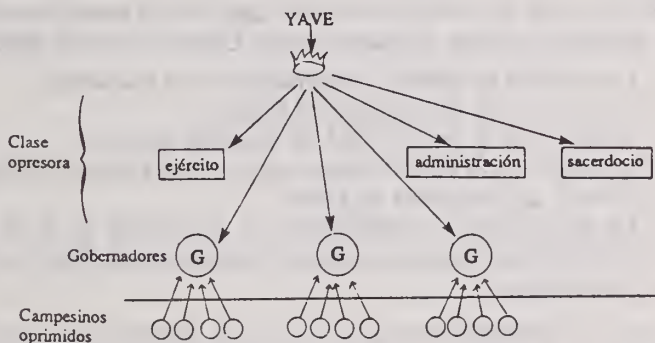 YAVE
Clase
opresora
ejército
administración
sacerdocio
Gobernadores
G
G
G
Campesinos
oprimidos